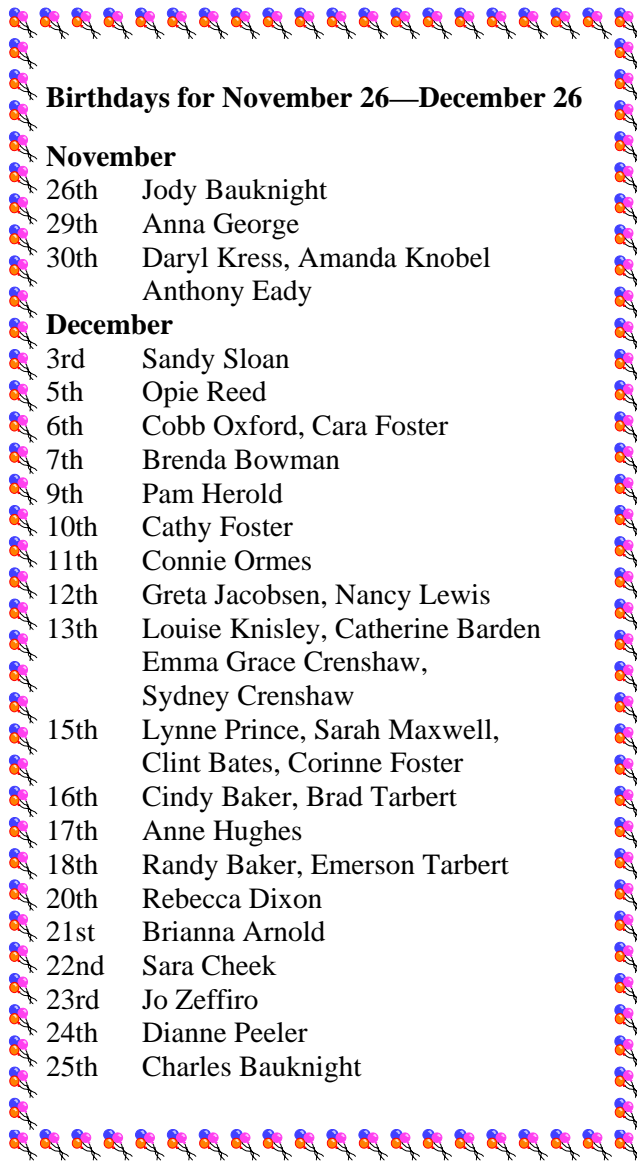 Birthdays for November 26—December 26
November
26th Jody Bauknight
29th Anna George
30th Daryl Kress, Amanda Knobel
Anthony Eady
December
3rd Sandy Sloan
5th Opie Reed
6th Cobb Oxford, Cara Foster
7th Brenda Bowman
9th Pam Herold
10th Cathy Foster
11th Connie Ormes
12th Greta Jacobsen, Nancy Lewis
13th Louise Knisley, Catherine Barden
Emma Grace Crenshaw,
Sydney Crenshaw
15th Lynne Prince, Sarah Maxwell,
Clint Bates, Corinne Foster
16th Cindy Baker, Brad Tarbert
17th Anne Hughes
18th Randy Baker, Emerson Tarbert
20th Rebecca Dixon
21st Brianna Arnold
22nd Sara Cheek
23rd Jo Zeffiro
24th Dianne Peeler
25th Charles Bauknight